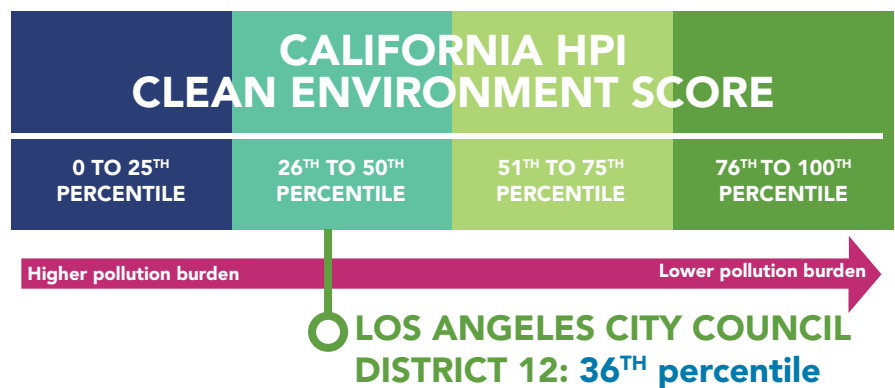 CALIFORNIA HPI
CLEAN ENVIRONMENT SCORE
0 TO 25TH
PERCENTILE
26TH TO 50TH
PERCENTILE
51TH TO 75TH
PERCENTILE
76TH TO 100TH
PERCENTILE
Higher pollution burden
Lower pollution burden
LOS ANGELES CITY COUNCIL
DISTRICT 12: 36TH percentile